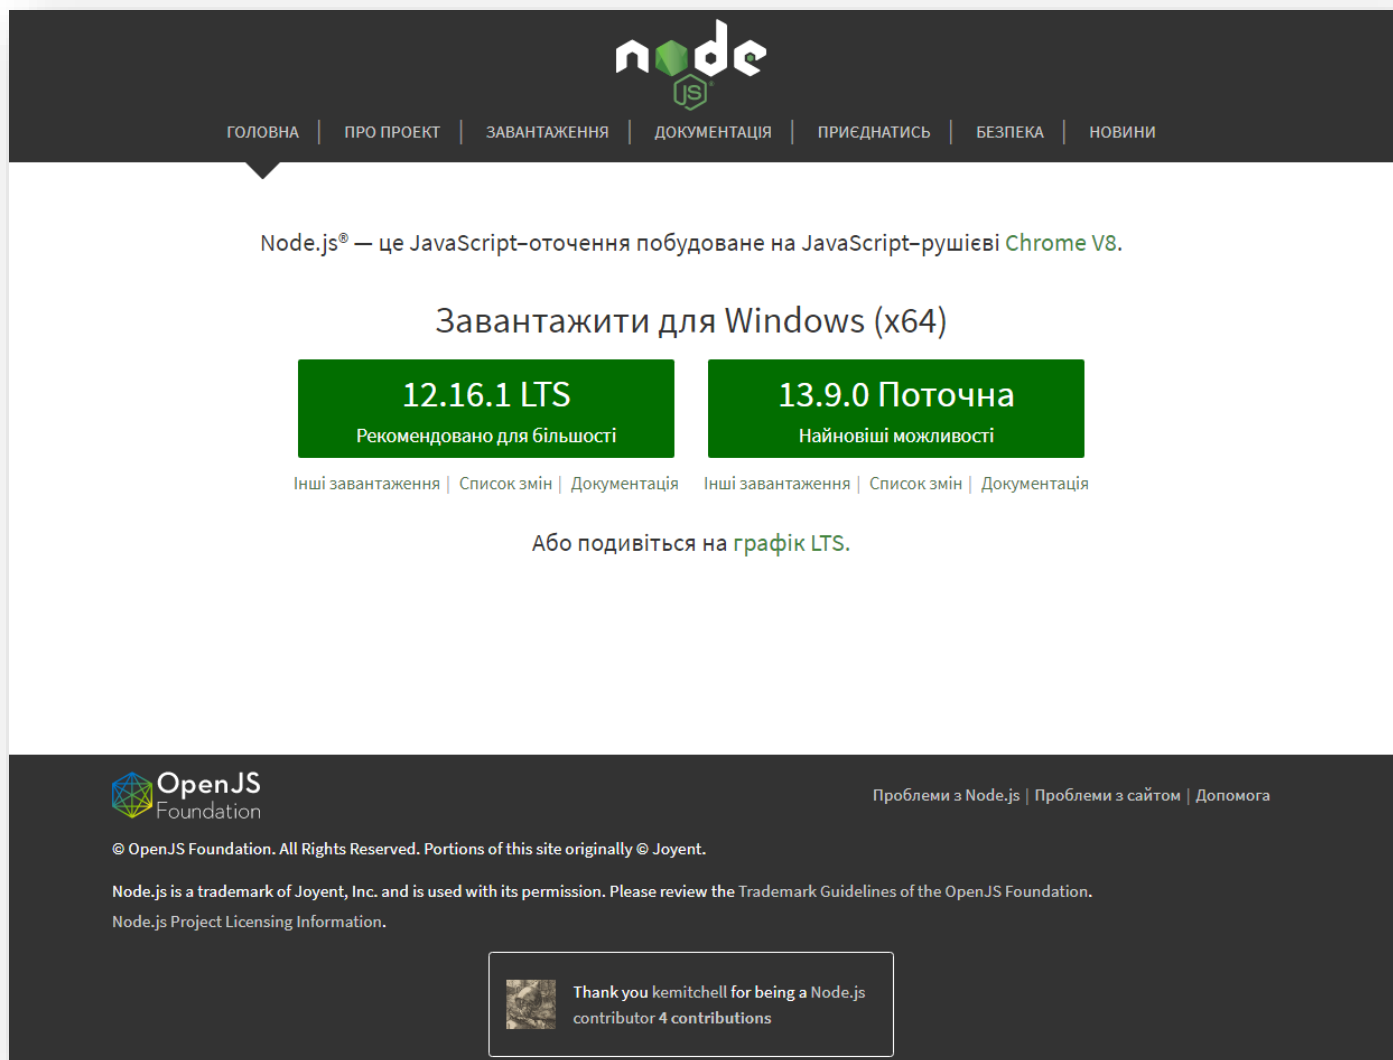 node
JS
ГОЛОВНА | ПРО ПРОЕКТ | ЗАВАНТАЖЕННЯ | ДОКУМЕНТАЦІЯ | ПРИЄДНАТИСЬ | БЕЗПЕКА | НОВИНИ
Node.js® — це JavaScript–оточення побудоване на JavaScript–рушієві Chrome V8.
Завантажити для Windows (x64)
12.16.1 LTS
Рекомендовано для більшості
13.9.0 Поточна
Найновіші можливості
Інші завантаження | Список змін | Документація
Інші завантаження | Список змін | Документація
Або подивіться на графік LTS.
OpenJS
Foundation
Проблеми з Node.js | Проблеми з сайтом | Допомога
© OpenJS Foundation. All Rights Reserved. Portions of this site originally © Joyent.
Node.js is a trademark of Joyent, Inc. and is used with its permission. Please review the Trademark Guidelines of the OpenJS Foundation.
Node.js Project Licensing Information.
Thank you kemitchell for being a Node.js
contributor 4 contributions